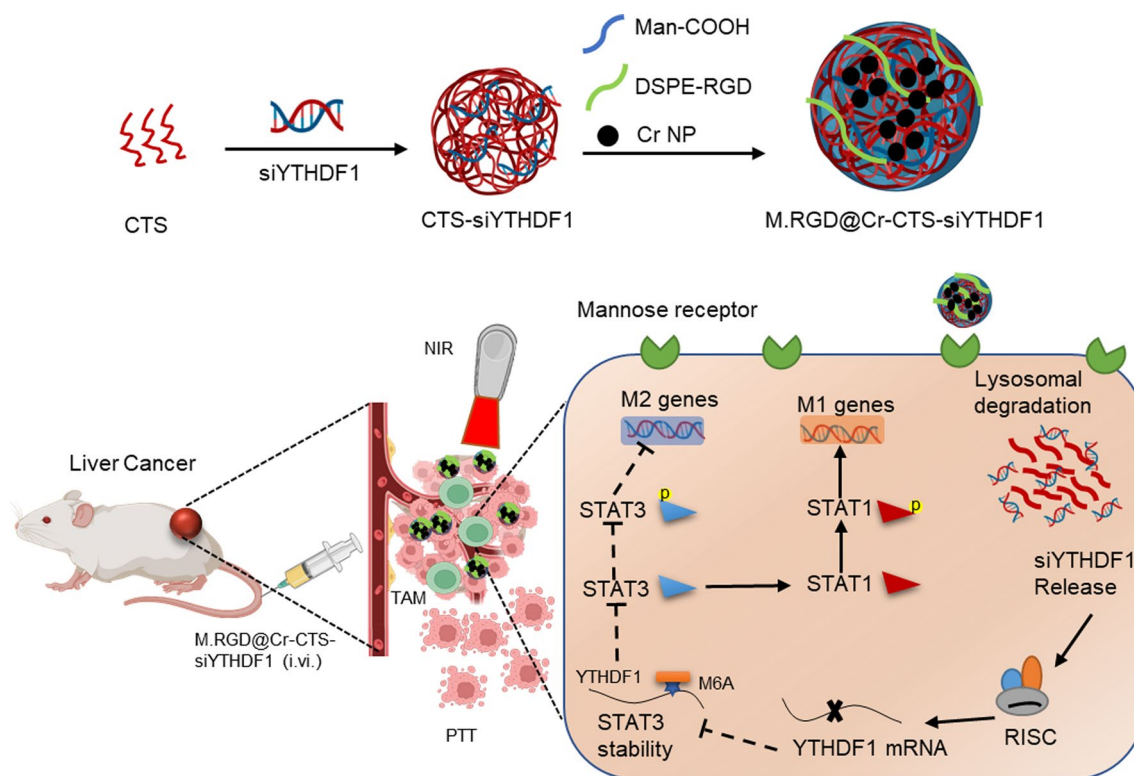 Man-COOH
DSPE-RGD
Cr NP
siYTHDF1
CTS
CTS-siYTHDF1
M.RGD@Cr-CTS-siYTHDF1
Mannose receptor
NIR
Lysosomal
degradation
M2 genes
M1 genes
Liver Cancer
p
p
STAT3
STAT1
siYTHDF1
Release
STAT3
STAT1
TAM
M.RGD@Cr-CTS-
siYTHDF1 (i.vi.)
YTHDF1
M6A
STAT3
stability
PTT
YTHDF1 mRNA
RISC